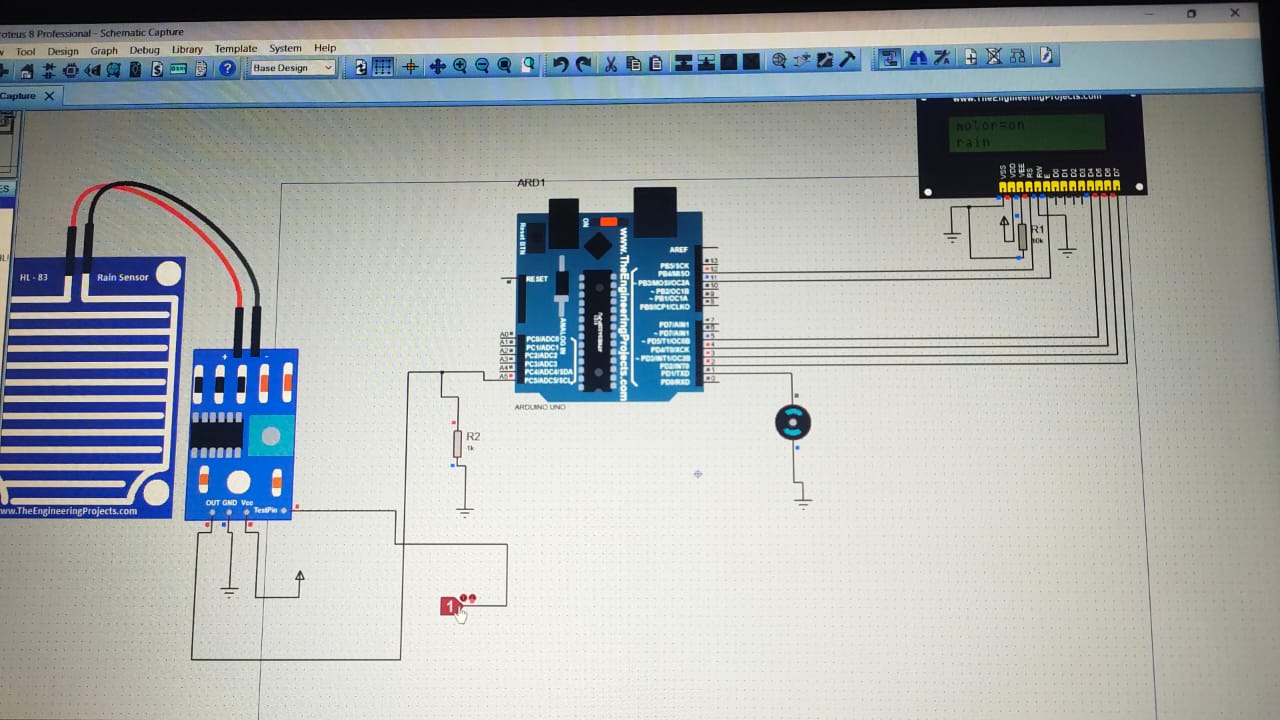 roteus 8 Professional - Schematic Capture
Tool Design Graph Debug Library Template System Help
Base Design
Capture
www.TheEngineeringProjects.com
motor=on
rain
VSS VDD VEE RS RW E D0 D1 D2 D3 D4 D5 D6 D7
R1
10k
ARD1
ON
Reset BTN
www.TheEngineeringProjects.com
AREF
RESET
13
PB5/SCK
12
PB4/MISO
11
~PB3/MOSI/OC2A
10
~PB2/OC1B
9
~PB1/OC1A
8
PB0/ICP1/CLKO
7
PD7/AIN1
6
~PD7/AIN1
5
~PD5/T1/OC0B
4
PD4/T0/XCK
3
~PD3/INT1/OC2B
2
PD2/INT0
1
PD1/TXD
0
PD0/RXD
ANALOG IN
A0
PC0/ADC0
A1
PC1/ADC1
A2
PC2/ADC2
A3
PC3/ADC3
A4
PC4/ADC4/SDA
A5
PC5/ADC5/SCL
ARDUINO UNO
HL - 83 Rain Sensor
www.TheEngineeringProjects.com
+ -
OUT GND Vcc TestPin
R2
1k
1